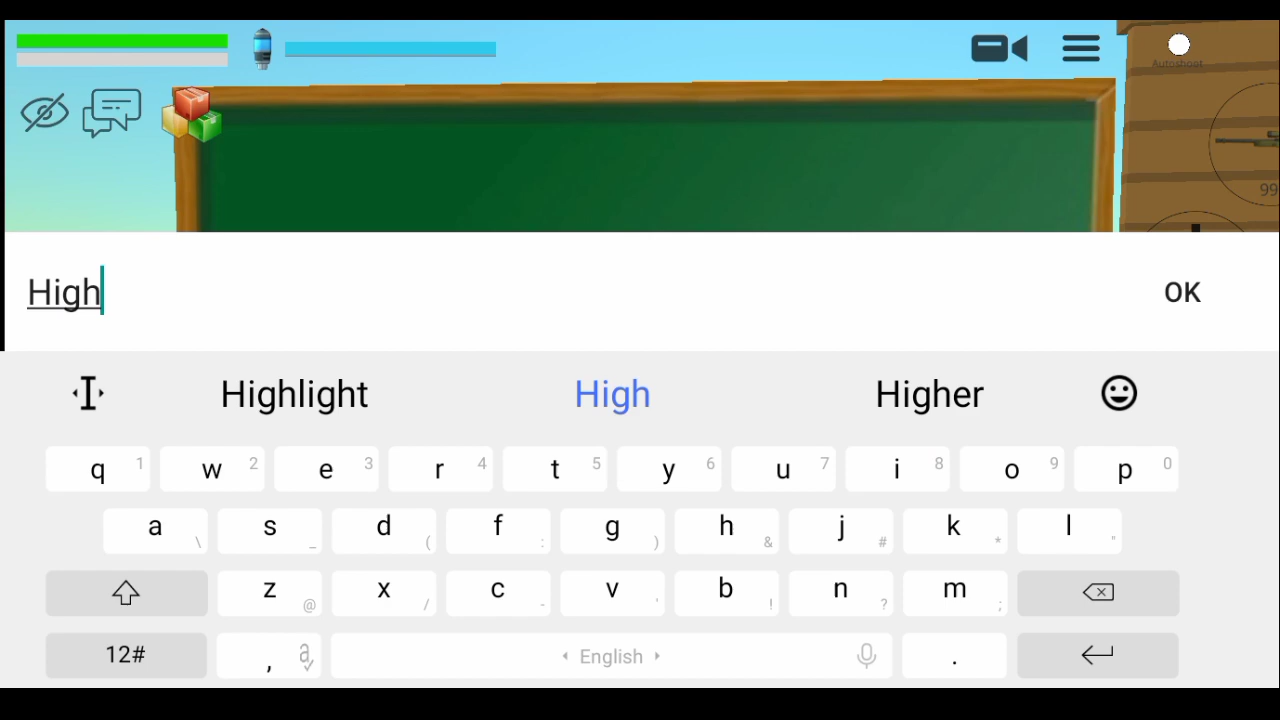 Autoshoot
99
High
OK
Highlight High Higher
q 1 w 2 e 3 r 4 t 5 y 6 u 7 i 8 o 9 p 0
a \ s _ d ( f : g ) h & j # k * l "
z @ x / c - v ' b ! n ? m ;
12# , a English .